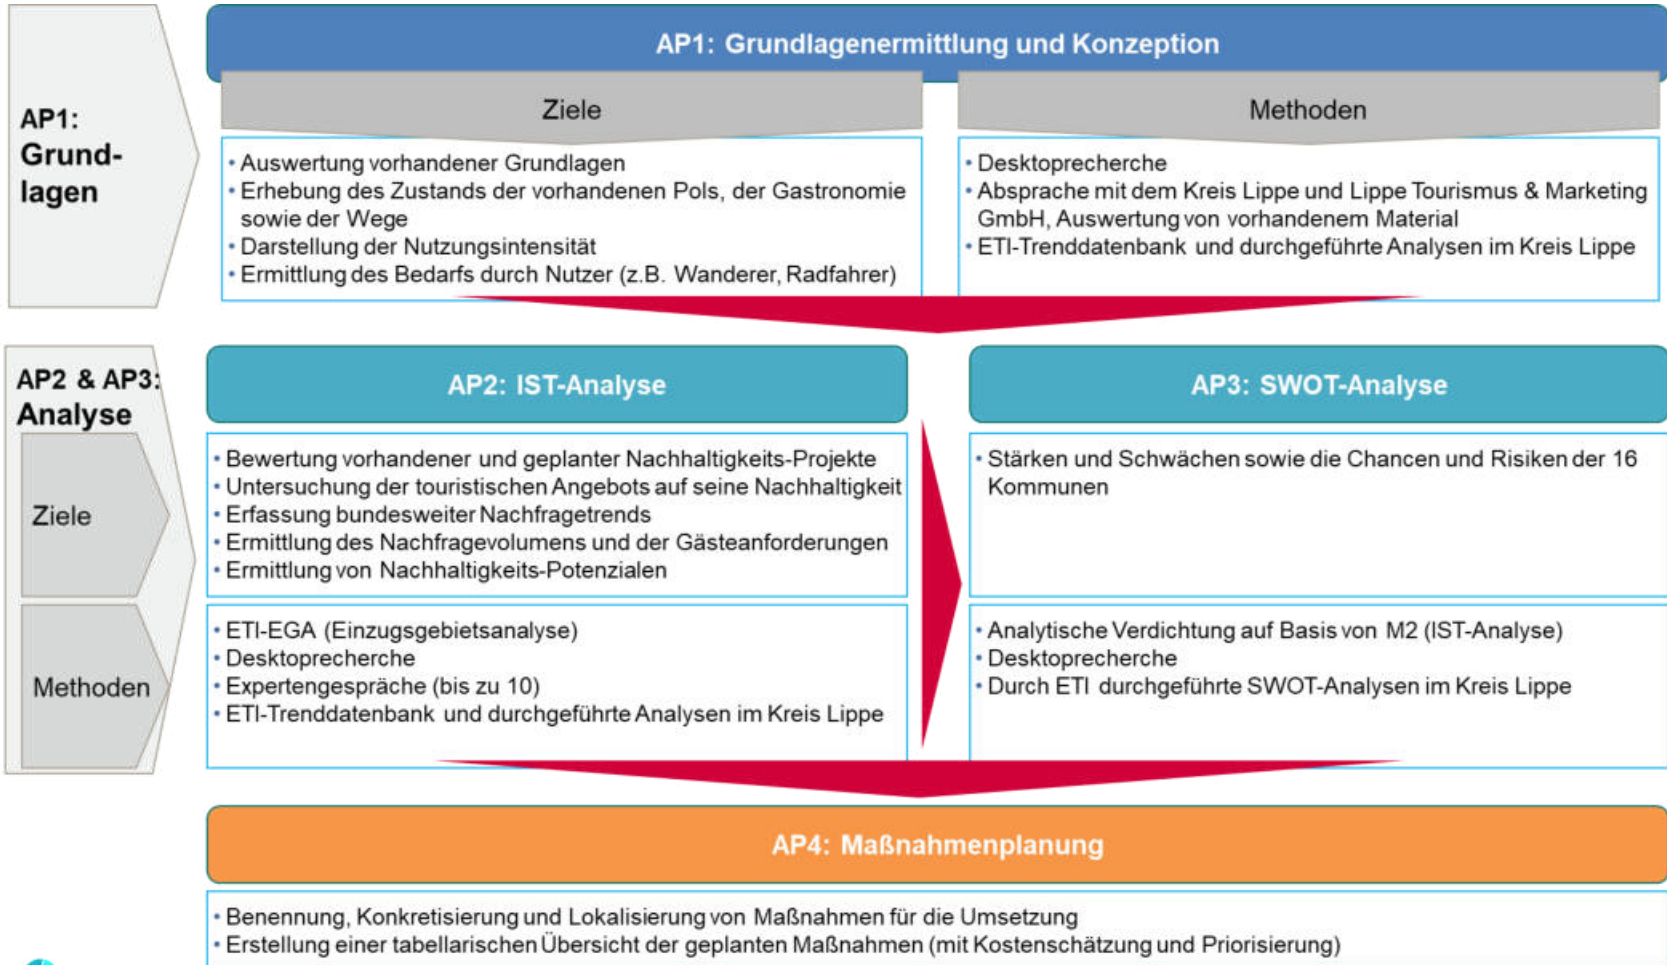 AP1: Grundlagenermittlung und Konzeption
AP1:
Grund-
lagen
Ziele
Methoden
• Auswertung vorhandener Grundlagen
• Erhebung des Zustands der vorhandenen PoIs, der Gastronomie
sowie der Wege
• Darstellung der Nutzungsintensität
• Ermittlung des Bedarfs durch Nutzer (z.B. Wanderer, Radfahrer)
• Desktoprecherche
• Absprache mit dem Kreis Lippe und Lippe Tourismus & Marketing
GmbH, Auswertung von vorhandenem Material
• ETI-Trenddatenbank und durchgeführte Analysen im Kreis Lippe
AP2 & AP3:
Analyse
AP2: IST-Analyse
AP3: SWOT-Analyse
Ziele
• Bewertung vorhandener und geplanter Nachhaltigkeits-Projekte
• Untersuchung der touristischen Angebots auf seine Nachhaltigkeit
• Erfassung bundesweiter Nachfragetrends
• Ermittlung des Nachfragevolumens und der Gästeanforderungen
• Ermittlung von Nachhaltigkeits-Potenzialen
• Stärken und Schwächen sowie die Chancen und Risiken der 16
Kommunen
Methoden
• ETI-EGA (Einzugsgebietsanalyse)
• Desktoprecherche
• Expertengespräche (bis zu 10)
• ETI-Trenddatenbank und durchgeführte Analysen im Kreis Lippe
• Analytische Verdichtung auf Basis von M2 (IST-Analyse)
• Desktoprecherche
• Durch ETI durchgeführte SWOT-Analysen im Kreis Lippe
AP4: Maßnahmenplanung
• Benennung, Konkretisierung und Lokalisierung von Maßnahmen für die Umsetzung
• Erstellung einer tabellarischen Übersicht der geplanten Maßnahmen (mit Kostenschätzung und Priorisierung)